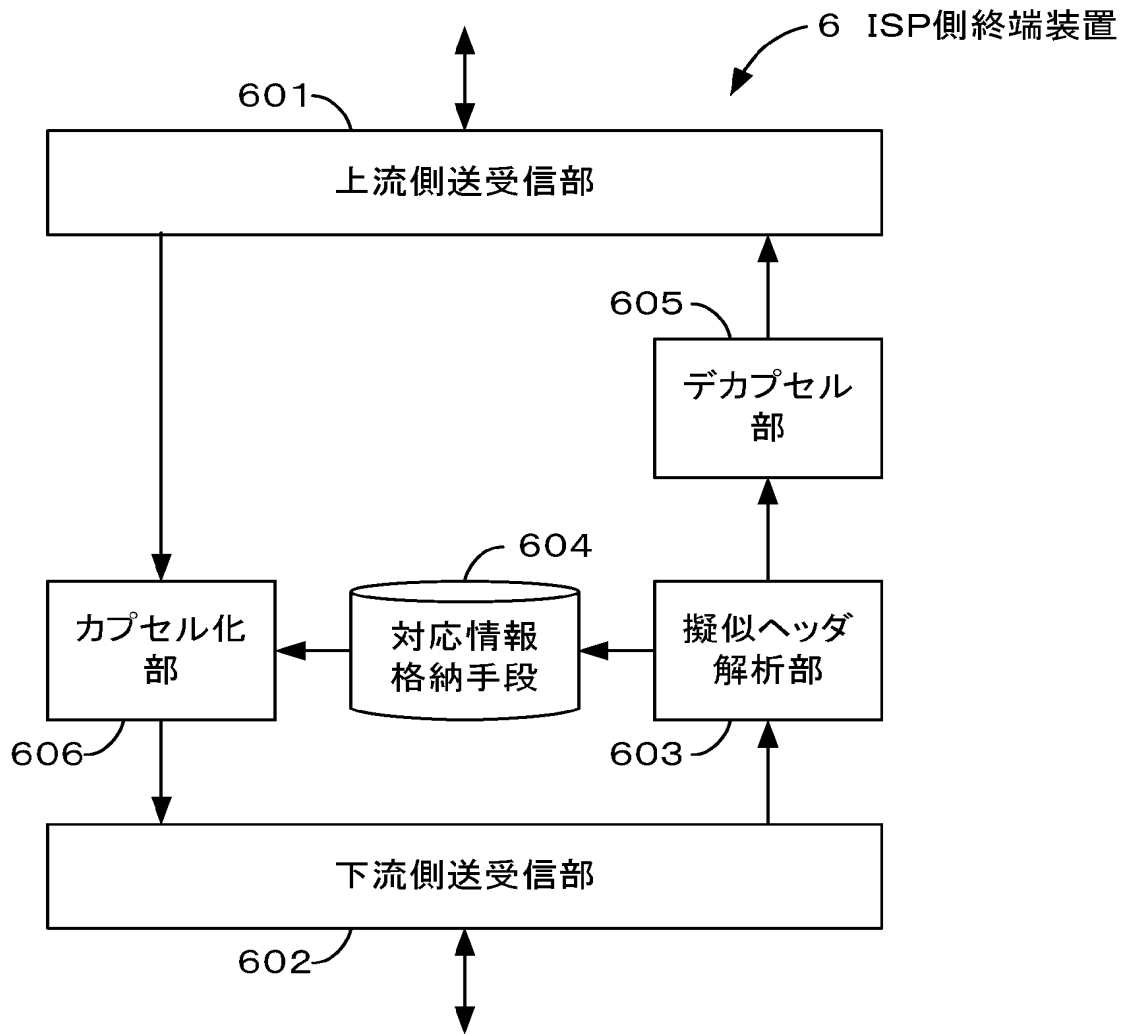 6 ISP側終端装置
601
上流側送受信部
605
デカプセル
部
604
カプセル化
部
対応情報
格納手段
擬似ヘッダ
解析部
606
603
下流側送受信部
602